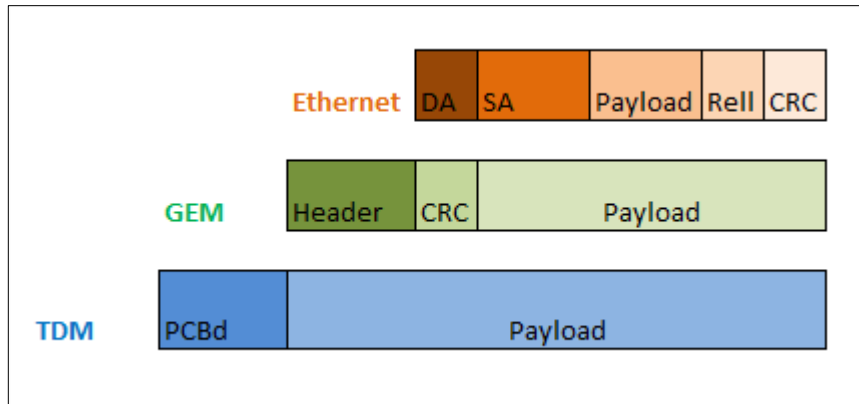 Ethernet DA SA Payload Rell CRC
GEM Header CRC Payload
TDM PCBd Payload